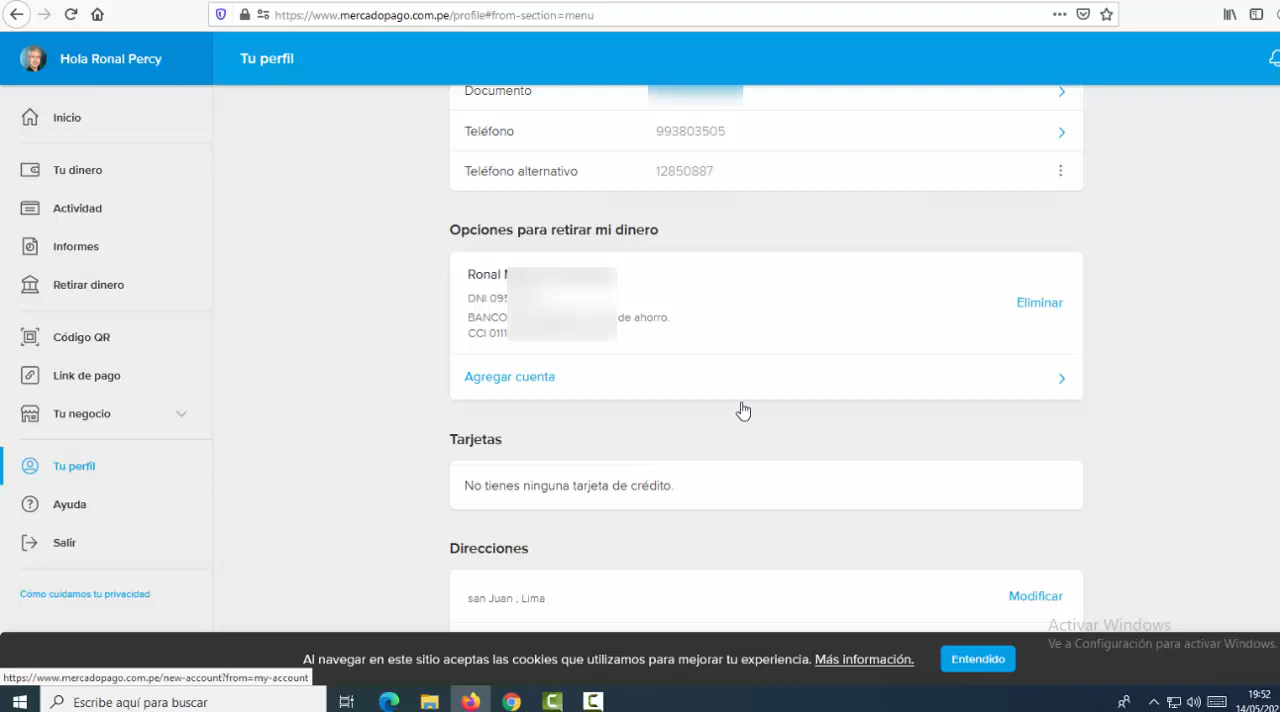 https://www.mercadopago.com.pe/profile#from-section=menu
Hola Ronal Percy
Tu perfil
Inicio
Tu dinero
Actividad
Informes
Retirar dinero
Código QR
Link de pago
Tu negocio
Tu perfil
Ayuda
Salir
Cómo cuidamos tu privacidad
Documento
Teléfono 993803505
Teléfono alternativo 12850887
Opciones para retirar mi dinero
Ronal
DNI 095
BANCO de ahorro.
CCI 0111
Eliminar
Agregar cuenta
Tarjetas
No tienes ninguna tarjeta de crédito.
Direcciones
san Juan , Lima
Modificar
Activar Windows
Ve a Configuración para activar Windows.
Al navegar en este sitio aceptas las cookies que utilizamos para mejorar tu experiencia. Más información.
Entendido
https://www.mercadopago.com.pe/new-account?from=my-account
Escribe aquí para buscar
19:52
14/05/202